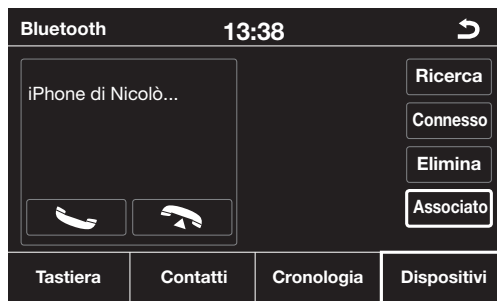 Bluetooth 13:38
iPhone di Nicolò...
Ricerca
Connesso
Elimina
Associato
Tastiera Contatti Cronologia Dispositivi